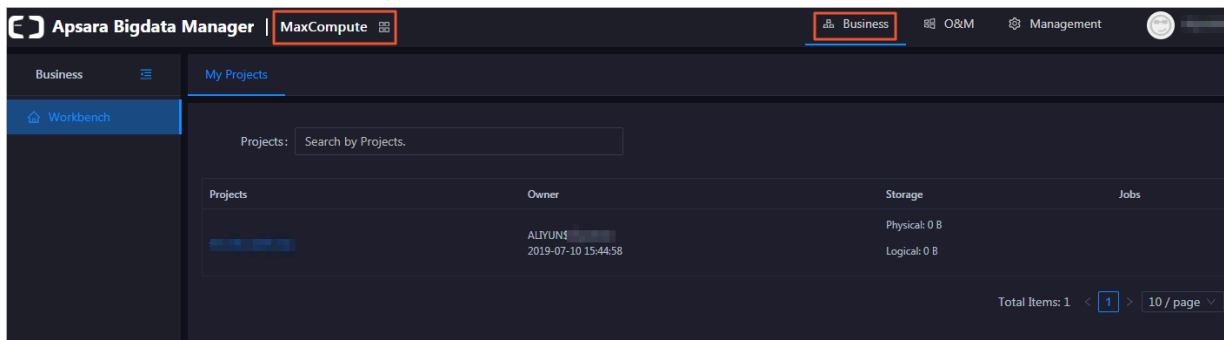 Apsara Bigdata Manager | MaxCompute Business O&M Management
Business My Projects
Workbench
Projects: Search by Projects.
Projects Owner Storage Jobs
ALIYUN$ Physical: 0 B
2019-07-10 15:44:58 Logical: 0 B
Total Items: 1 < 1 > 10 / page